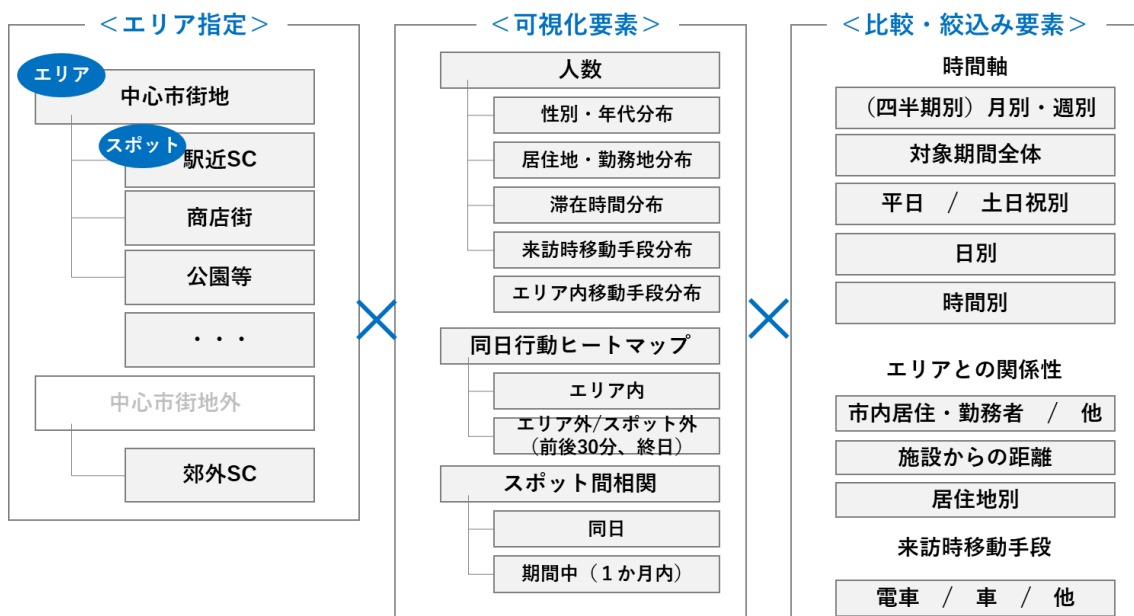 ＜エリア指定＞
エリア
中心市街地
スポット
駅近SC
商店街
公園等
・・・
中心市街地外
郊外SC
＜可視化要素＞
人数
性別・年代分布
居住地・勤務地分布
滞在時間分布
来訪時移動手段分布
エリア内移動手段分布
同日行動ヒートマップ
エリア内
エリア外/スポット外
（前後30分、終日）
スポット間相関
同日
期間中（１か月内）
＜比較・絞込み要素＞
時間軸
（四半期別）月別・週別
対象期間全体
平日　/　土日祝別
日別
時間別
エリアとの関係性
市内居住・勤務者　/　他
施設からの距離
居住地別
来訪時移動手段
電車　/　車　/　他